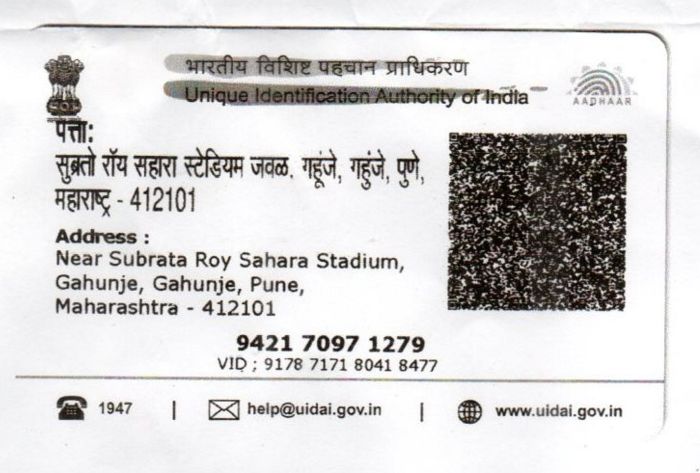 भारतीय विशिष्ट पहचान प्राधिकरण
Unique Identification Authority of India
AADHAAR
पत्ता:
सुब्रतो रॉय सहारा स्टेडियम जवळ. गहूंजे, गहुंजे, पुणे,
महाराष्ट्र - 412101
Address :
Near Subrata Roy Sahara Stadium,
Gahunje, Gahunje, Pune,
Maharashtra - 412101
9421 7097 1279
VID ; 9178 7171 8041 8477
1947 | help@uidai.gov.in | www.uidai.gov.in